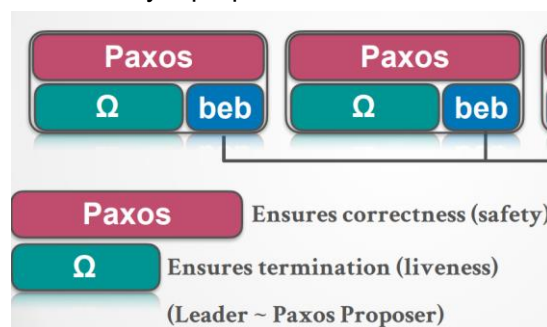 Paxos Paxos
Ω beb Ω beb
Paxos Ensures correctness (safety)
Ω Ensures termination (liveness)
(Leader ~ Paxos Proposer)